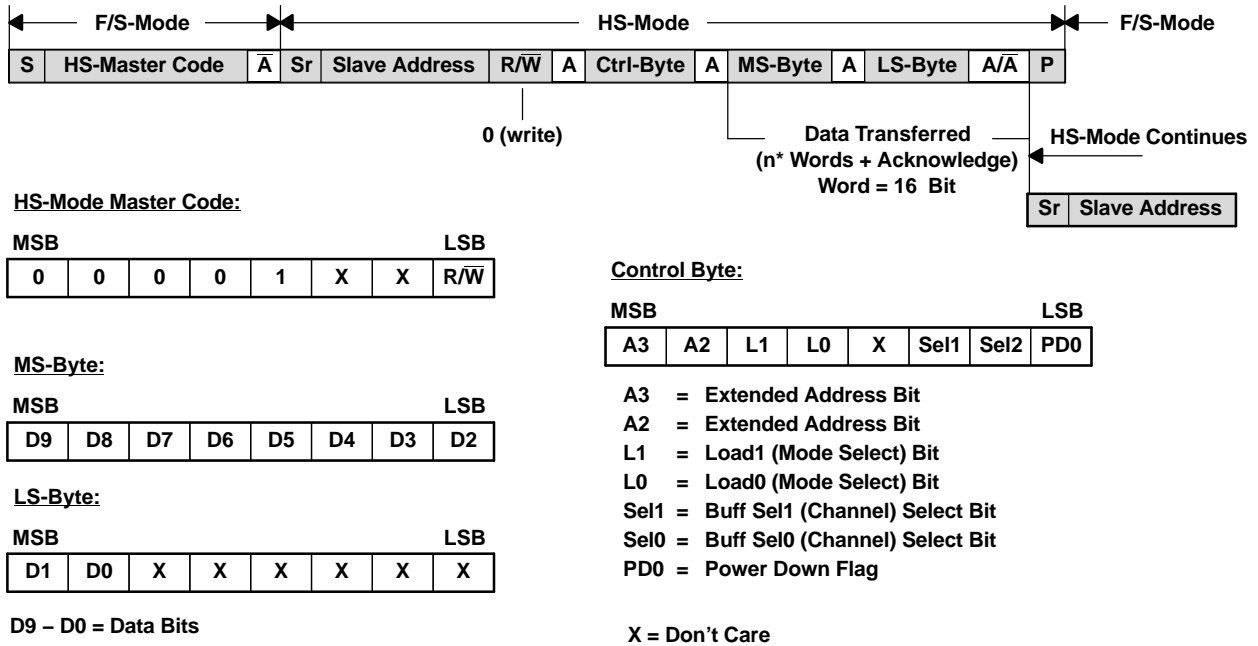 F/S-Mode HS-Mode F/S-Mode
S HS-Master Code A̅ Sr Slave Address R/W̅ A Ctrl-Byte A MS-Byte A LS-Byte A/A̅ P
0 (write)
Data Transferred
(n* Words + Acknowledge)
Word = 16 Bit
HS-Mode Continues
Sr Slave Address
HS-Mode Master Code:
MSB LSB
0 0 0 0 1 X X R/W̅
MS-Byte:
MSB LSB
D9 D8 D7 D6 D5 D4 D3 D2
LS-Byte:
MSB LSB
D1 D0 X X X X X X
D9 – D0 = Data Bits
Control Byte:
MSB LSB
A3 A2 L1 L0 X Sel1 Sel2 PD0
A3 = Extended Address Bit
A2 = Extended Address Bit
L1 = Load1 (Mode Select) Bit
L0 = Load0 (Mode Select) Bit
Sel1 = Buff Sel1 (Channel) Select Bit
Sel0 = Buff Sel0 (Channel) Select Bit
PD0 = Power Down Flag
X = Don't Care